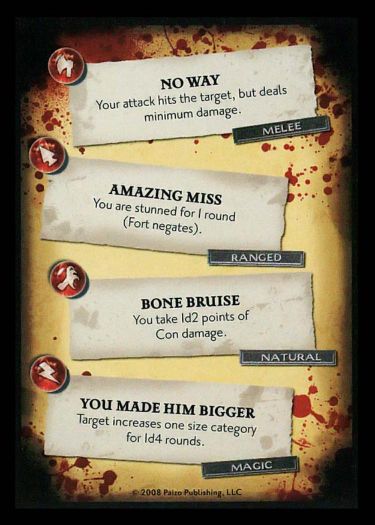 NO WAY
Your attack hits the target, but deals
minimum damage.
MELEE
AMAZING MISS
You are stunned for 1 round
(Fort negates).
RANGED
BONE BRUISE
You take 1d2 points of
Con damage.
NATURAL
YOU MADE HIM BIGGER
Target increases one size category
for 1d4 rounds.
MAGIC
© 2008 Paizo Publishing, LLC